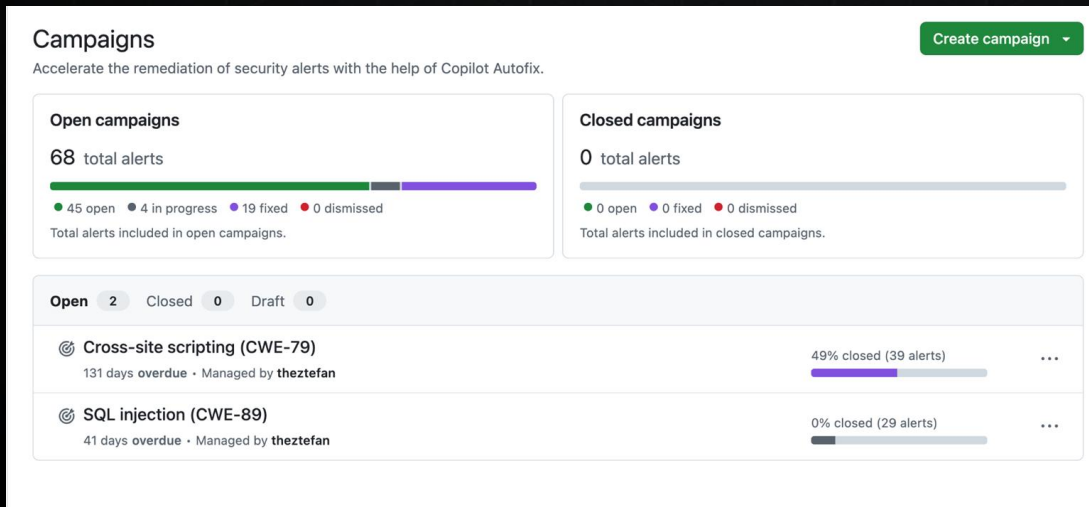 Campaigns
Create campaign
Accelerate the remediation of security alerts with the help of Copilot Autofix.
Open campaigns
68 total alerts
45 open 4 in progress 19 fixed 0 dismissed
Total alerts included in open campaigns.
Closed campaigns
0 total alerts
0 open 0 fixed 0 dismissed
Total alerts included in closed campaigns.
Open 2 Closed 0 Draft 0
Cross-site scripting (CWE-79)
131 days overdue • Managed by theztefan
49% closed (39 alerts)
SQL injection (CWE-89)
41 days overdue • Managed by theztefan
0% closed (29 alerts)